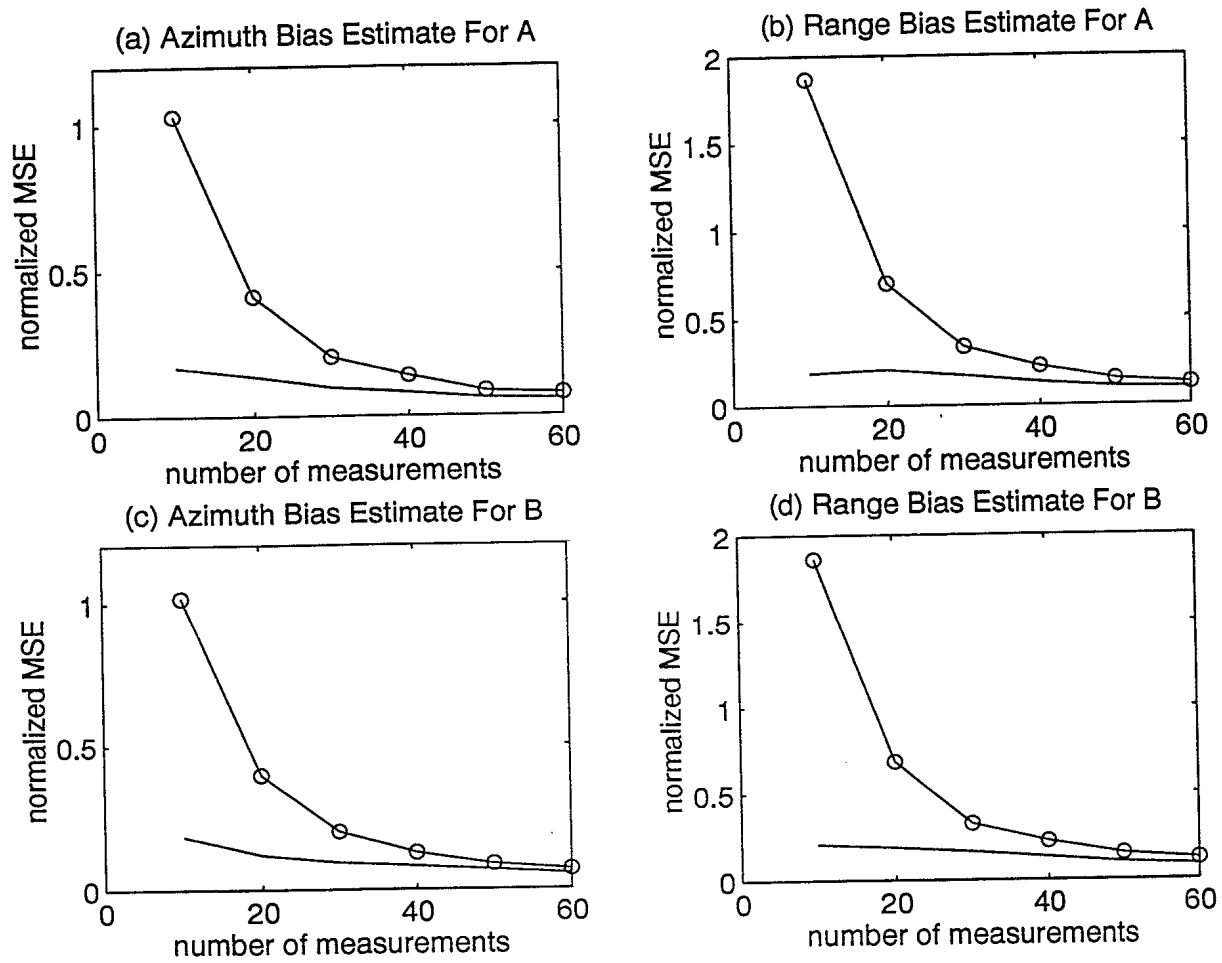 (a) Azimuth Bias Estimate For A
normalized MSE
1
0.5
0
0
20
40
60
number of measurements
(b) Range Bias Estimate For A
normalized MSE
2
1.5
1
0.5
0
0
20
40
60
number of measurements
(c) Azimuth Bias Estimate For B
normalized MSE
1
0.5
0
0
20
40
60
number of measurements
(d) Range Bias Estimate For B
normalized MSE
2
1.5
1
0.5
0
0
20
40
60
number of measurements